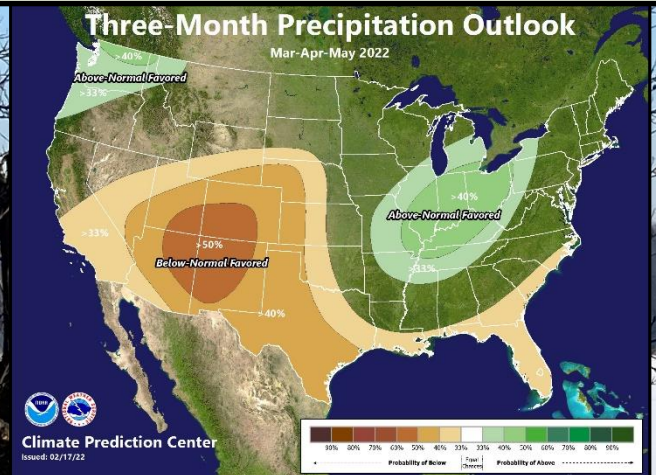 Three-Month Precipitation Outlook
Mar-Apr-May 2022
>40%
Above-Normal Favored
>33%
>40%
Above-Normal Favored
>33%
>33%
>50%
Below-Normal Favored
>40%
NOAA
Climate Prediction Center
Issued: 02/17/22
90% 80% 70% 60% 50% 40% 33% 33% 40% 50% 60% 70% 80% 90%
Probability of Below
Equal
Chances
Probability of Above